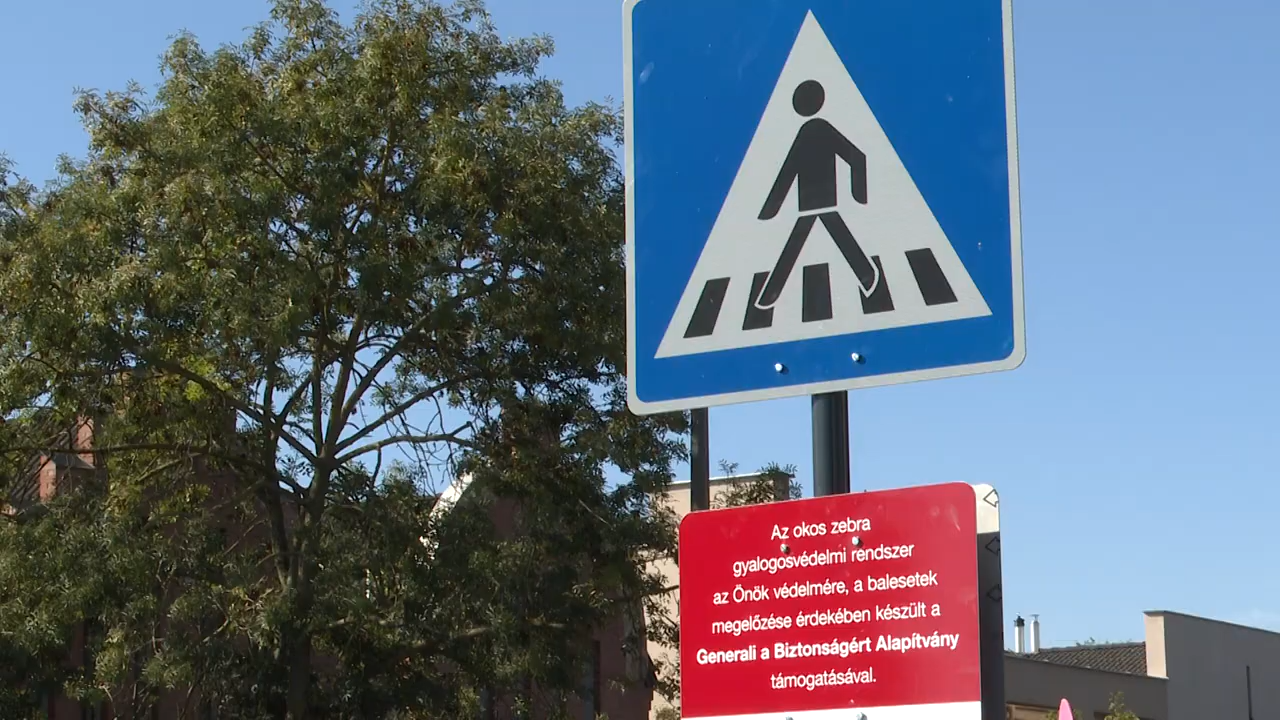 Az okos zebra
gyalogosvédelmi rendszer
az Önök védelmére, a balesetek
megelőzése érdekében készült a
Generali a Biztonságért Alapítvány
támogatásával.